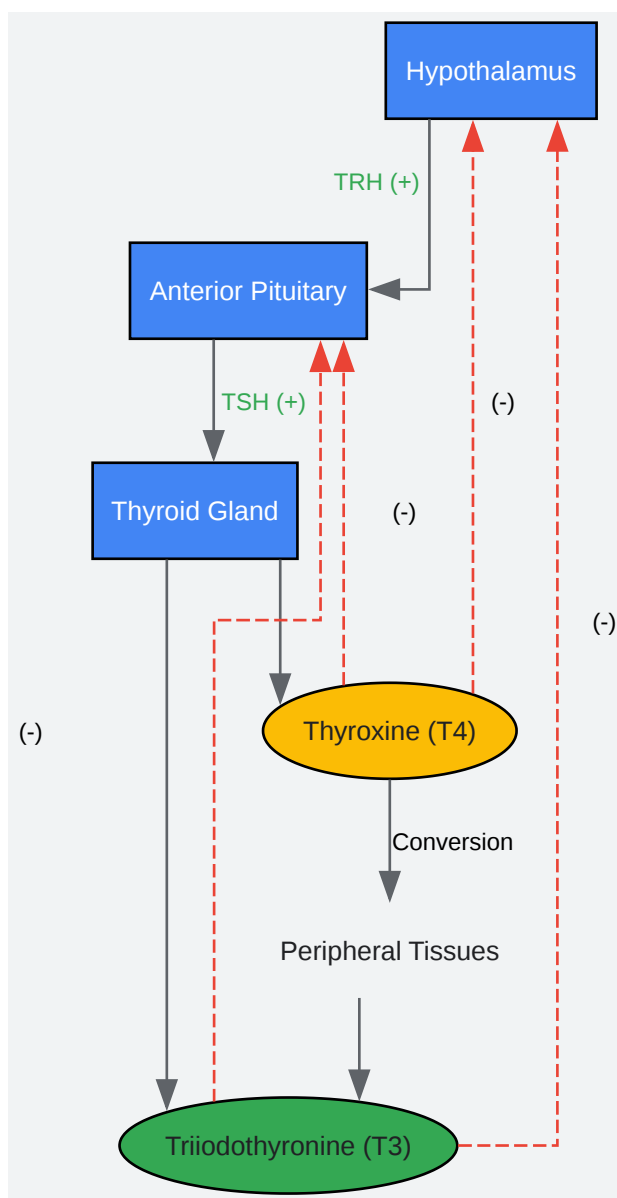 Hypothalamus
TRH (+)
Anterior Pituitary
TSH (+)
(-)
Thyroid Gland
(-)
(-)
(-)
Thyroxine (T4)
Conversion
Peripheral Tissues
Triiodothyronine (T3)